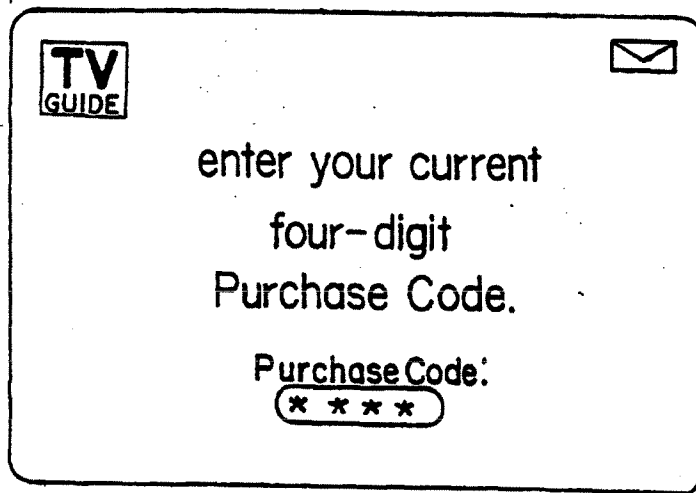 TV
GUIDE
enter your current
four-digit
Purchase Code.
Purchase Code:
* * * *